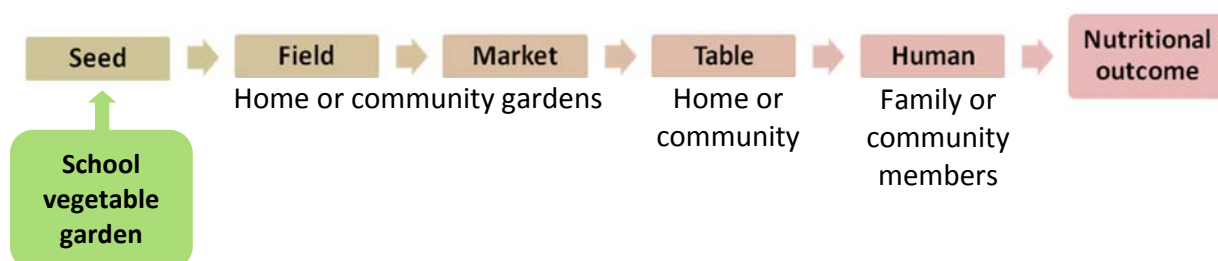 Seed
Field
Market
Table
Human
Nutritional
outcome
Home or community gardens
Home or
community
Family or
community
members
School
vegetable
garden